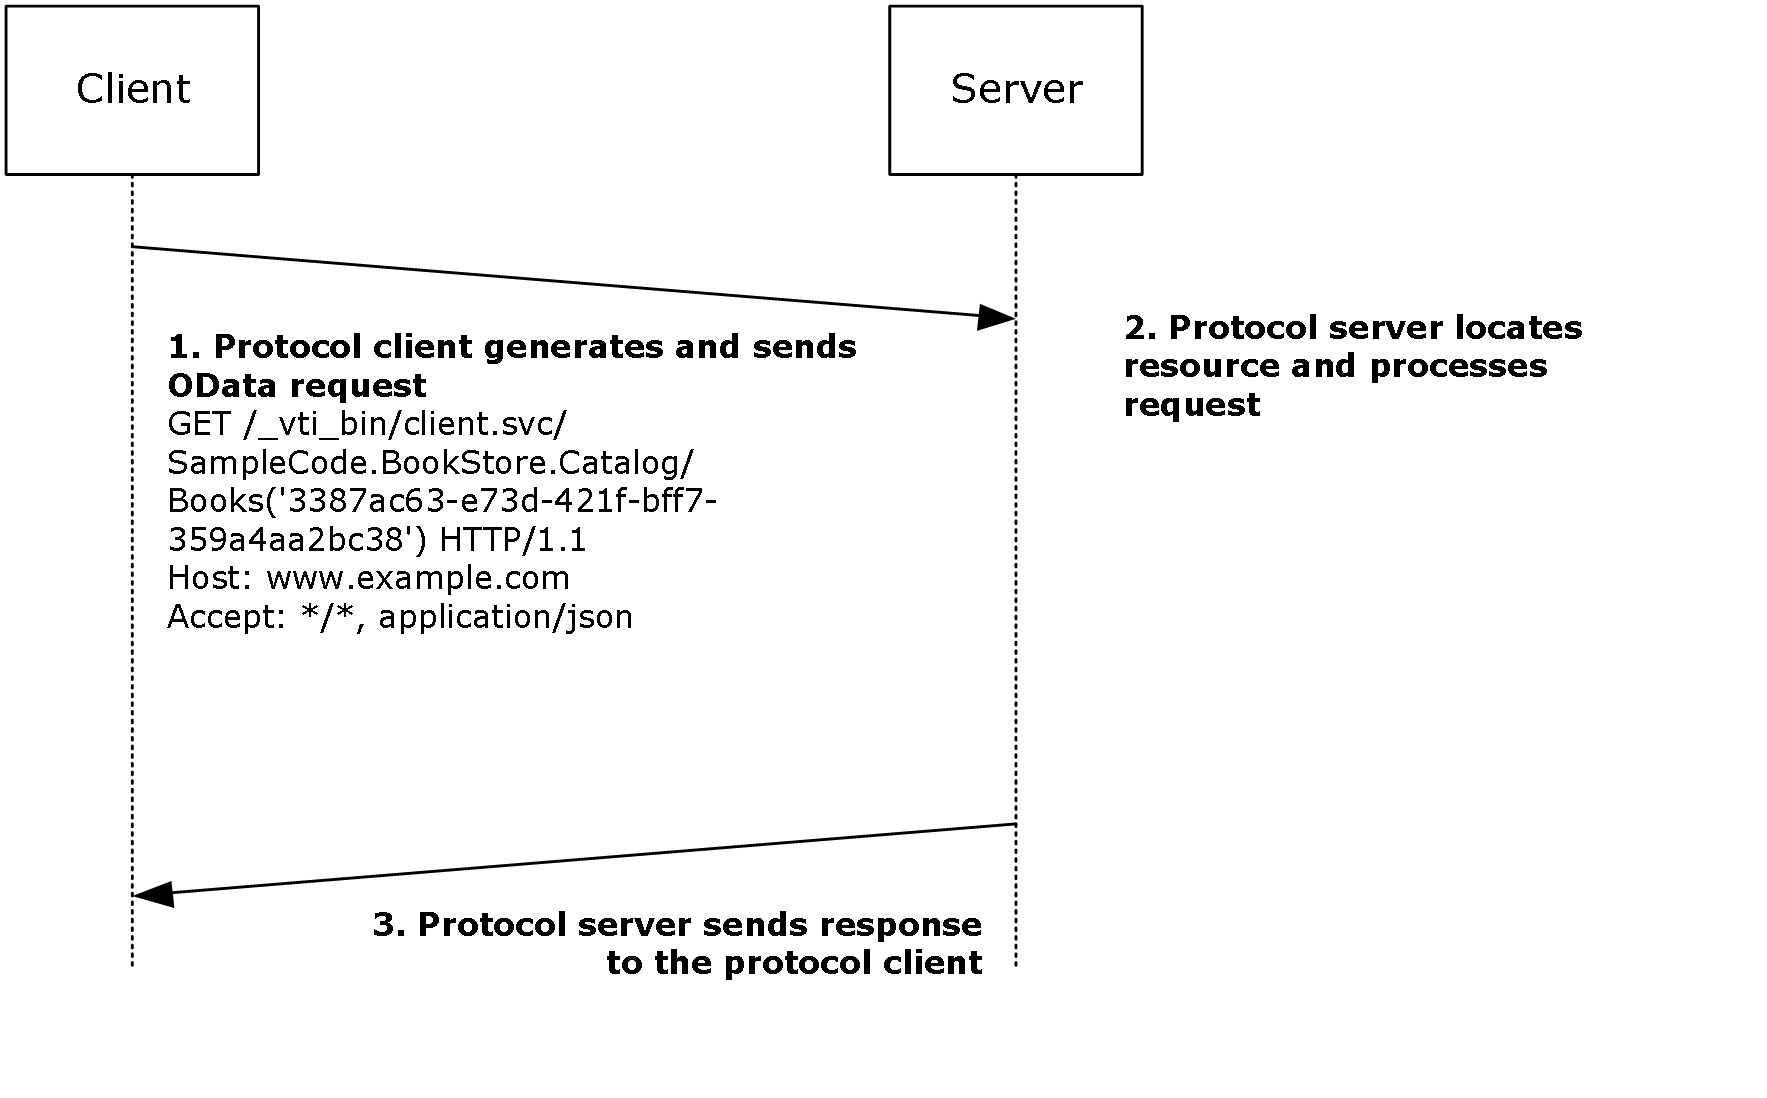 Client
Server
1. Protocol client generates and sends
OData request
GET /_vti_bin/client.svc/
SampleCode.BookStore.Catalog/
Books('3387ac63-e73d-421f-bff7-
359a4aa2bc38') HTTP/1.1
Host: www.example.com
Accept: */*, application/json
2. Protocol server locates
resource and processes
request
3. Protocol server sends response
to the protocol client